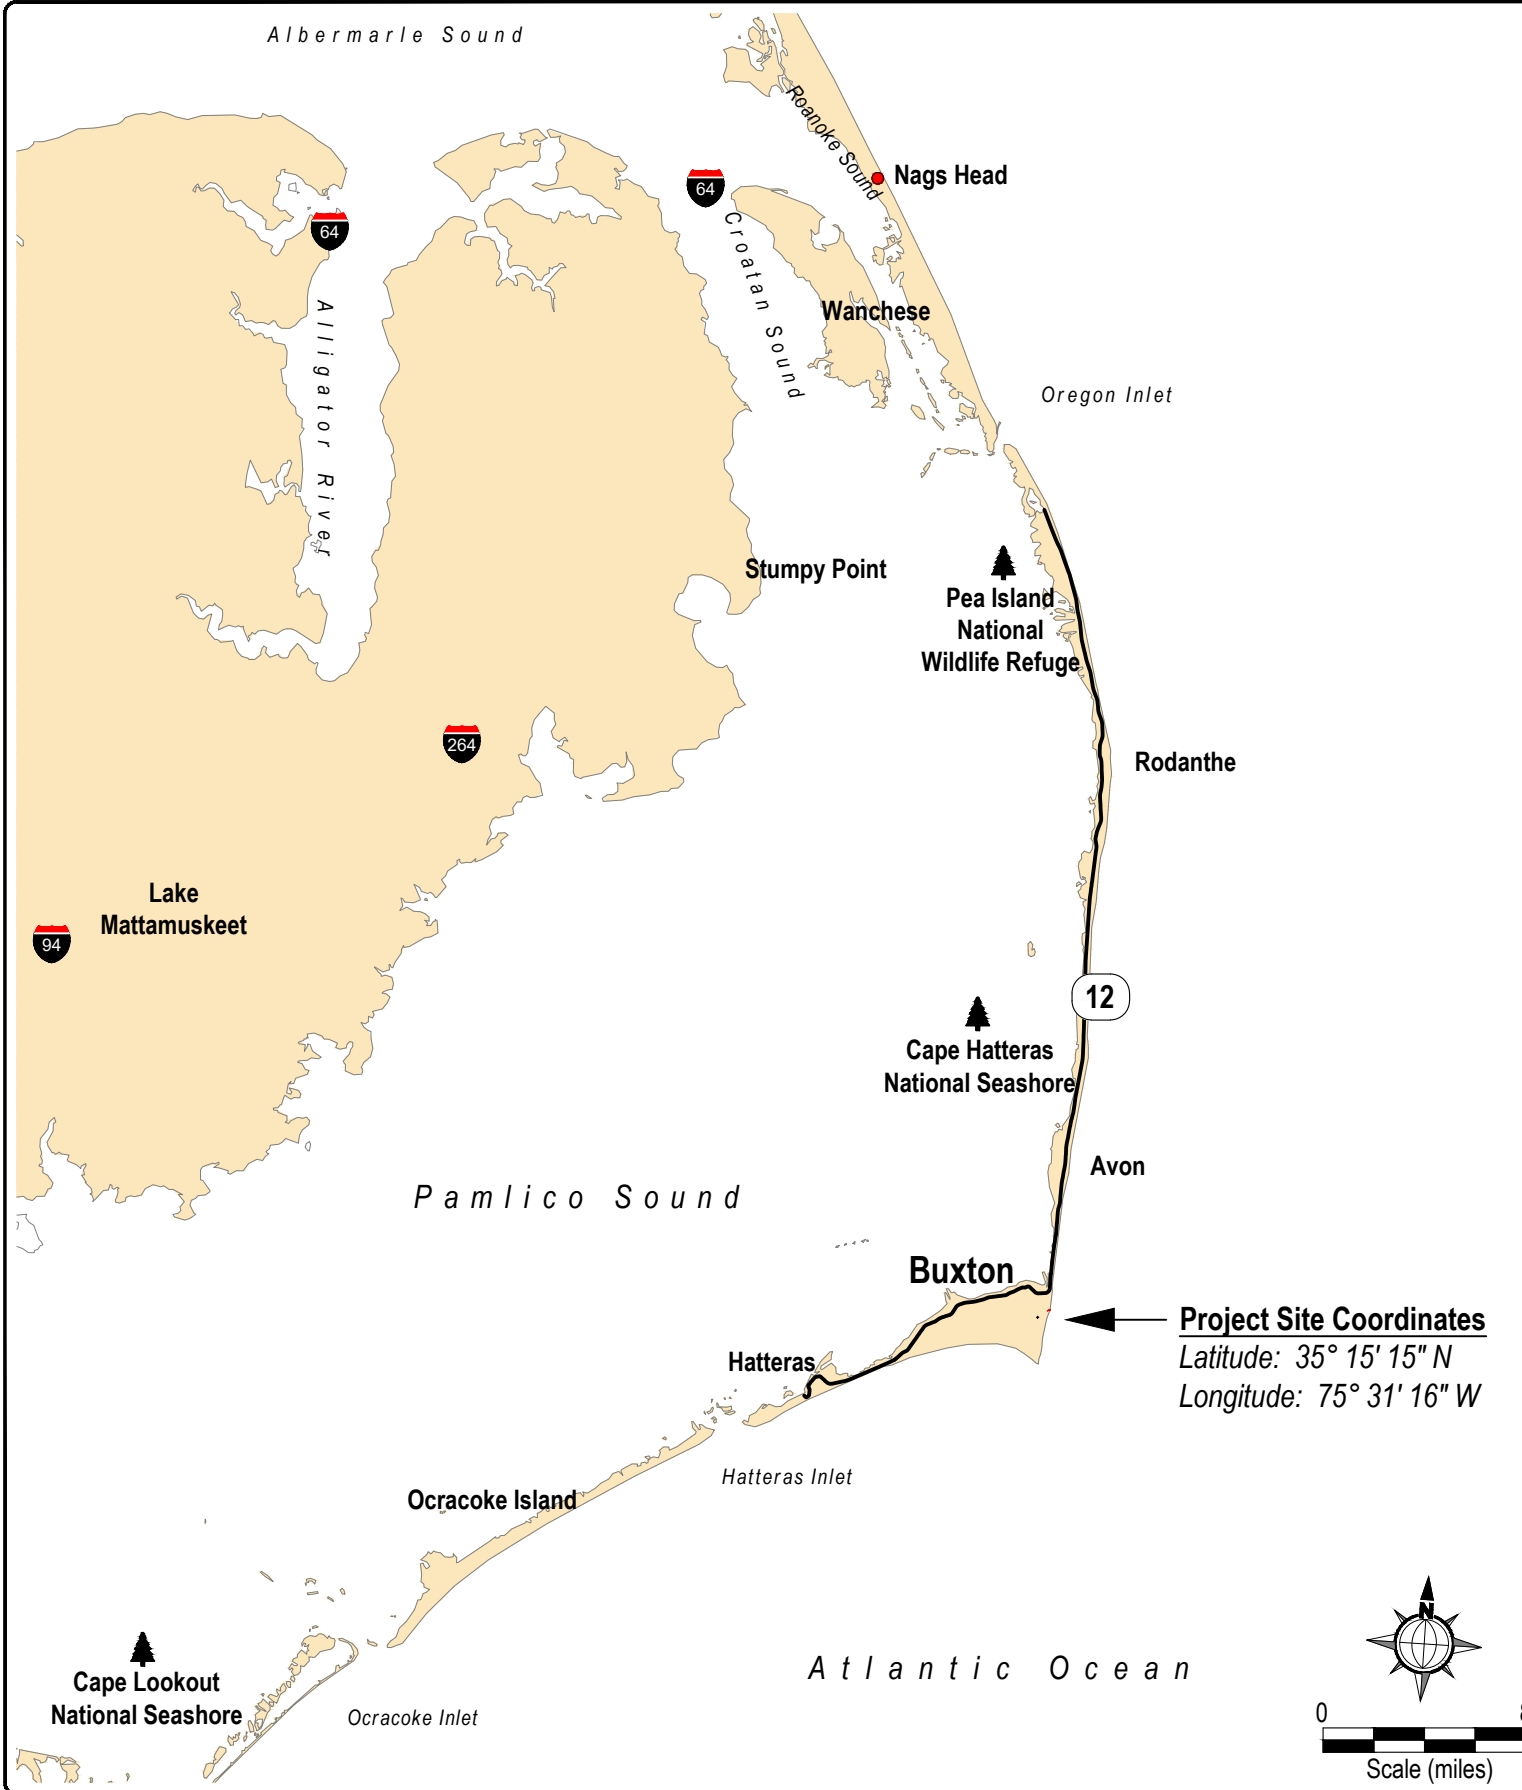 Albermarle Sound
Roanoke Sound
Nags Head
64
64
Croatan Sound
Alligator River
Wanchese
Oregon Inlet
Stumpy Point
Pea Island
National
Wildlife Refuge
264
Rodanthe
Lake
Mattamuskeet
94
12
Cape Hatteras
National Seashore
Avon
Pamlico Sound
Buxton
Project Site Coordinates
Latitude: 35° 15' 15" N
Longitude: 75° 31' 16" W
Hatteras
Hatteras Inlet
Ocracoke Island
N
Atlantic Ocean
Cape Lookout
National Seashore
Ocracoke Inlet
0
Scale (miles)